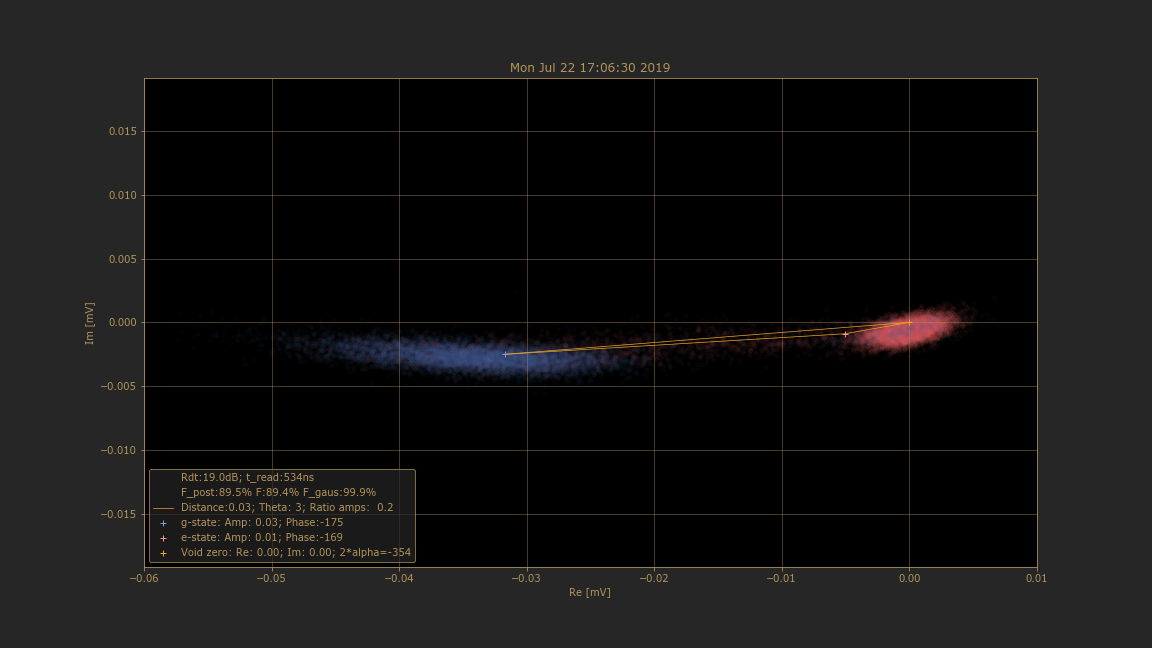 Mon Jul 22 17:06:30 2019
0.015
0.010
0.005
0.000
−0.005
−0.010
−0.015
Im [mV]
Rdt:19.0dB; t_read:534ns
F_post:89.5% F:89.4% F_gaus:99.9%
Distance:0.03; Theta: 3; Ratio amps:  0.2
g-state: Amp: 0.03; Phase:-175
e-state: Amp: 0.01; Phase:-169
Void zero: Re: 0.00; Im: 0.00; 2*alpha=-354
−0.06 −0.05 −0.04 −0.03 −0.02 −0.01 0.00 0.01
Re [mV]